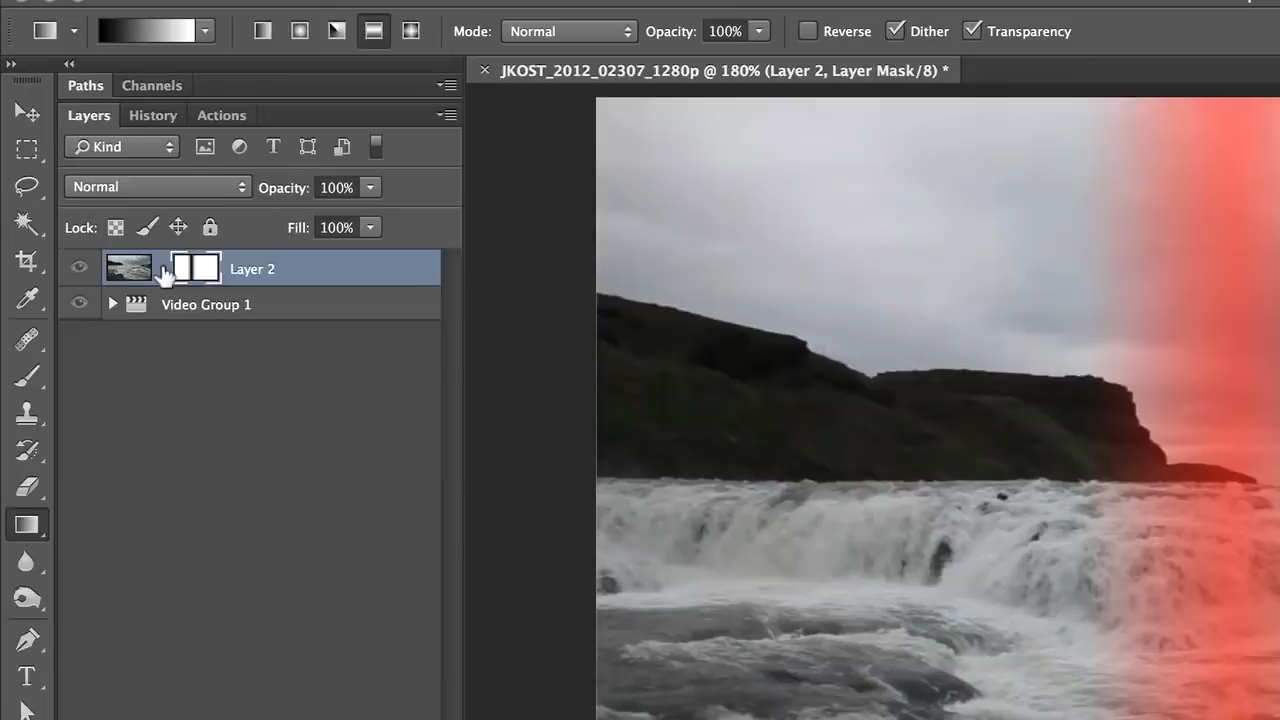 Mode: Normal Opacity: 100% Reverse Dither Transparency
JKOST_2012_02307_1280p @ 180% (Layer 2, Layer Mask/8) *
Paths Channels
Layers History Actions
Kind T
Normal Opacity: 100%
Lock: Fill: 100%
Layer 2
Video Group 1
T